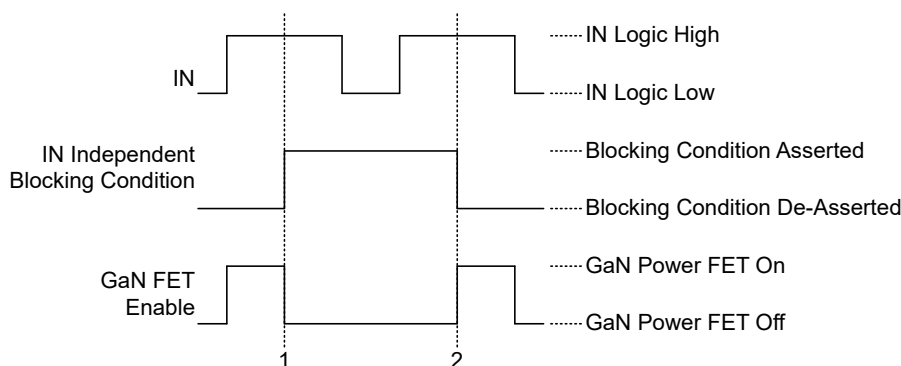 IN Logic High
IN
IN Logic Low
IN Independent
Blocking Condition
Blocking Condition Asserted
Blocking Condition De-Asserted
GaN FET
Enable
GaN Power FET On
GaN Power FET Off
1
2